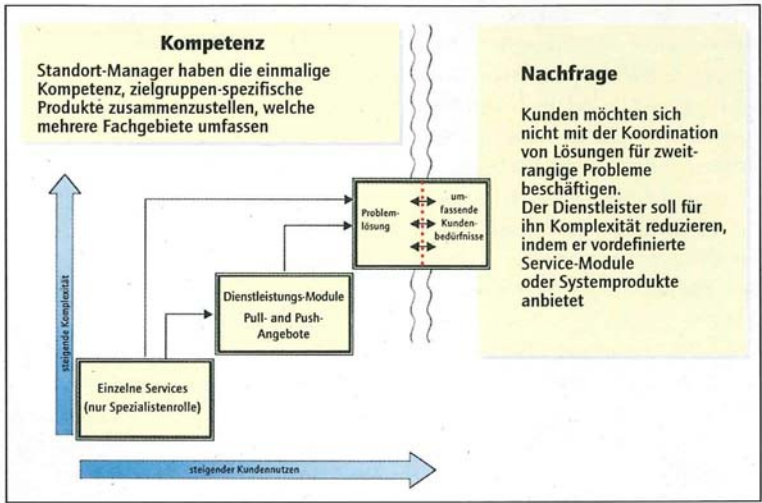 Kompetenz
Standort-Manager haben die einmalige
Kompetenz, zielgruppen-spezifische
Produkte zusammenzustellen, welche
mehrere Fachgebiete umfassen
Nachfrage
Kunden möchten sich
nicht mit der Koordination
von Lösungen für zweit-
rangige Probleme
beschäftigen.
Der Dienstleister soll für
ihn Komplexität reduzieren,
indem er vordefinierte
Service-Module
oder Systemprodukte
anbietet
Problem-
lösung
um-
fassende
Kunden-
bedürfnisse
Dienstleistungs-Module
Pull- and Push-
Angebote
Einzelne Services
(nur Spezialistenrolle)
steigende Komplexität
steigender Kundennutzen